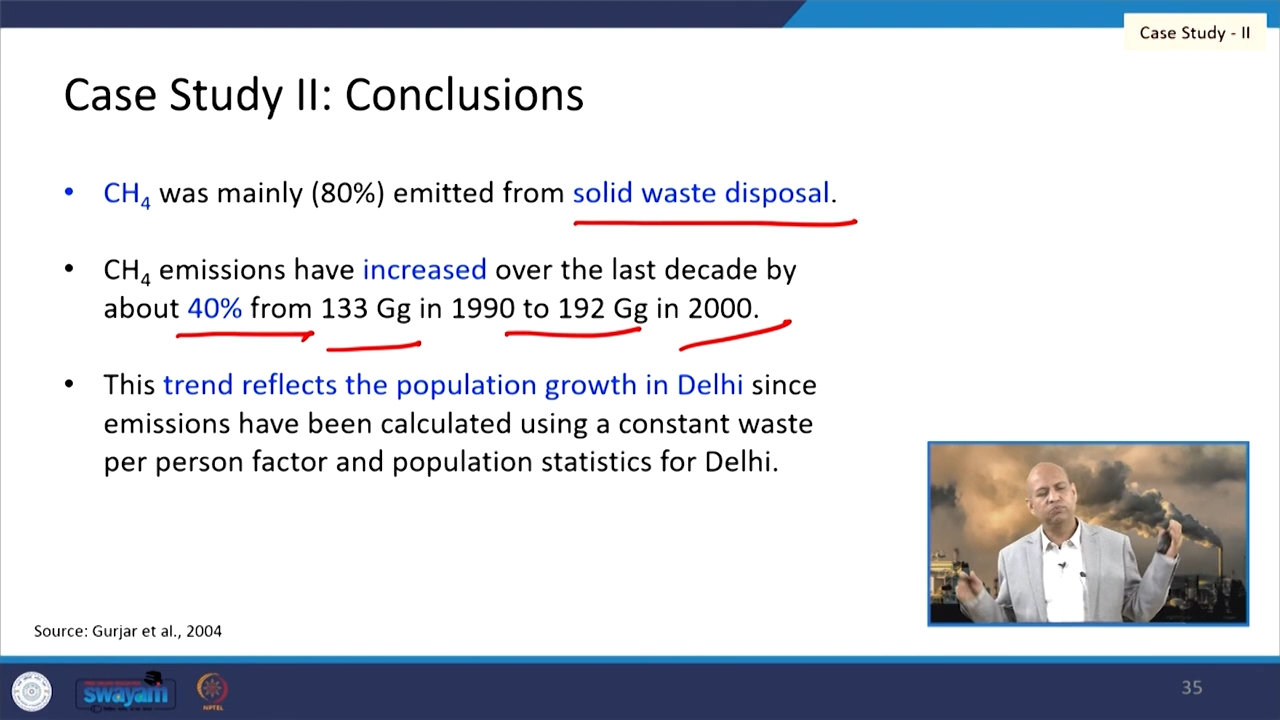 Case Study - II
Case Study II: Conclusions
• CH₄ was mainly (80%) emitted from solid waste disposal.
• CH₄ emissions have increased over the last decade by
about 40% from 133 Gg in 1990 to 192 Gg in 2000.
• This trend reflects the population growth in Delhi since
emissions have been calculated using a constant waste
per person factor and population statistics for Delhi.
Source: Gurjar et al., 2004
swayam
NPTEL
35